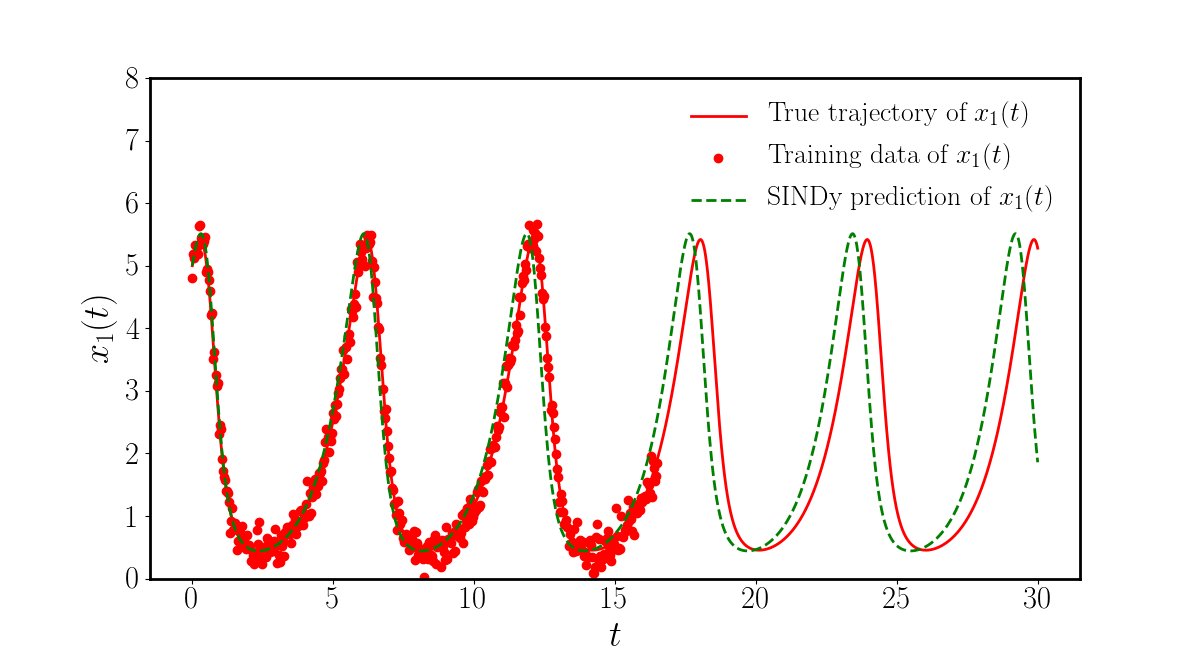 8
7
6
5
4
3
2
1
0
x₁(t)
True trajectory of x₁(t)
Training data of x₁(t)
SINDy prediction of x₁(t)
0 5 10 15 20 25 30
t